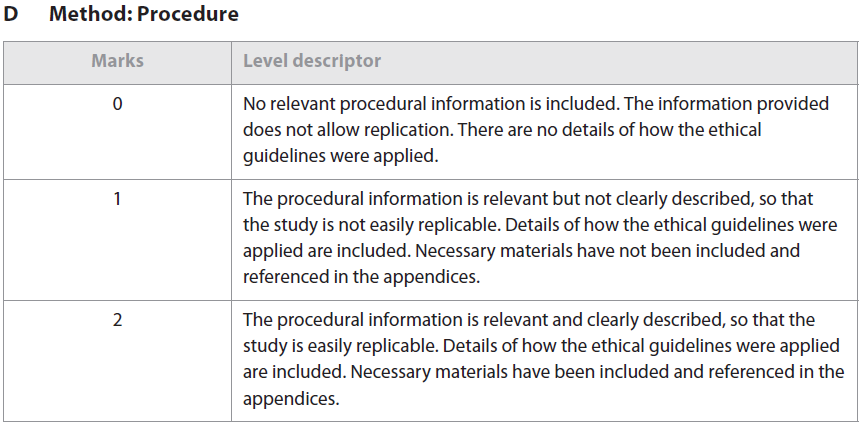 D Method: Procedure
Marks Level descriptor
0 No relevant procedural information is included. The information provided
does not allow replication. There are no details of how the ethical
guidelines were applied.
1 The procedural information is relevant but not clearly described, so that
the study is not easily replicable. Details of how the ethical guidelines were
applied are included. Necessary materials have not been included and
referenced in the appendices.
2 The procedural information is relevant and clearly described, so that the
study is easily replicable. Details of how the ethical guidelines were applied
are included. Necessary materials have been included and referenced in the
appendices.